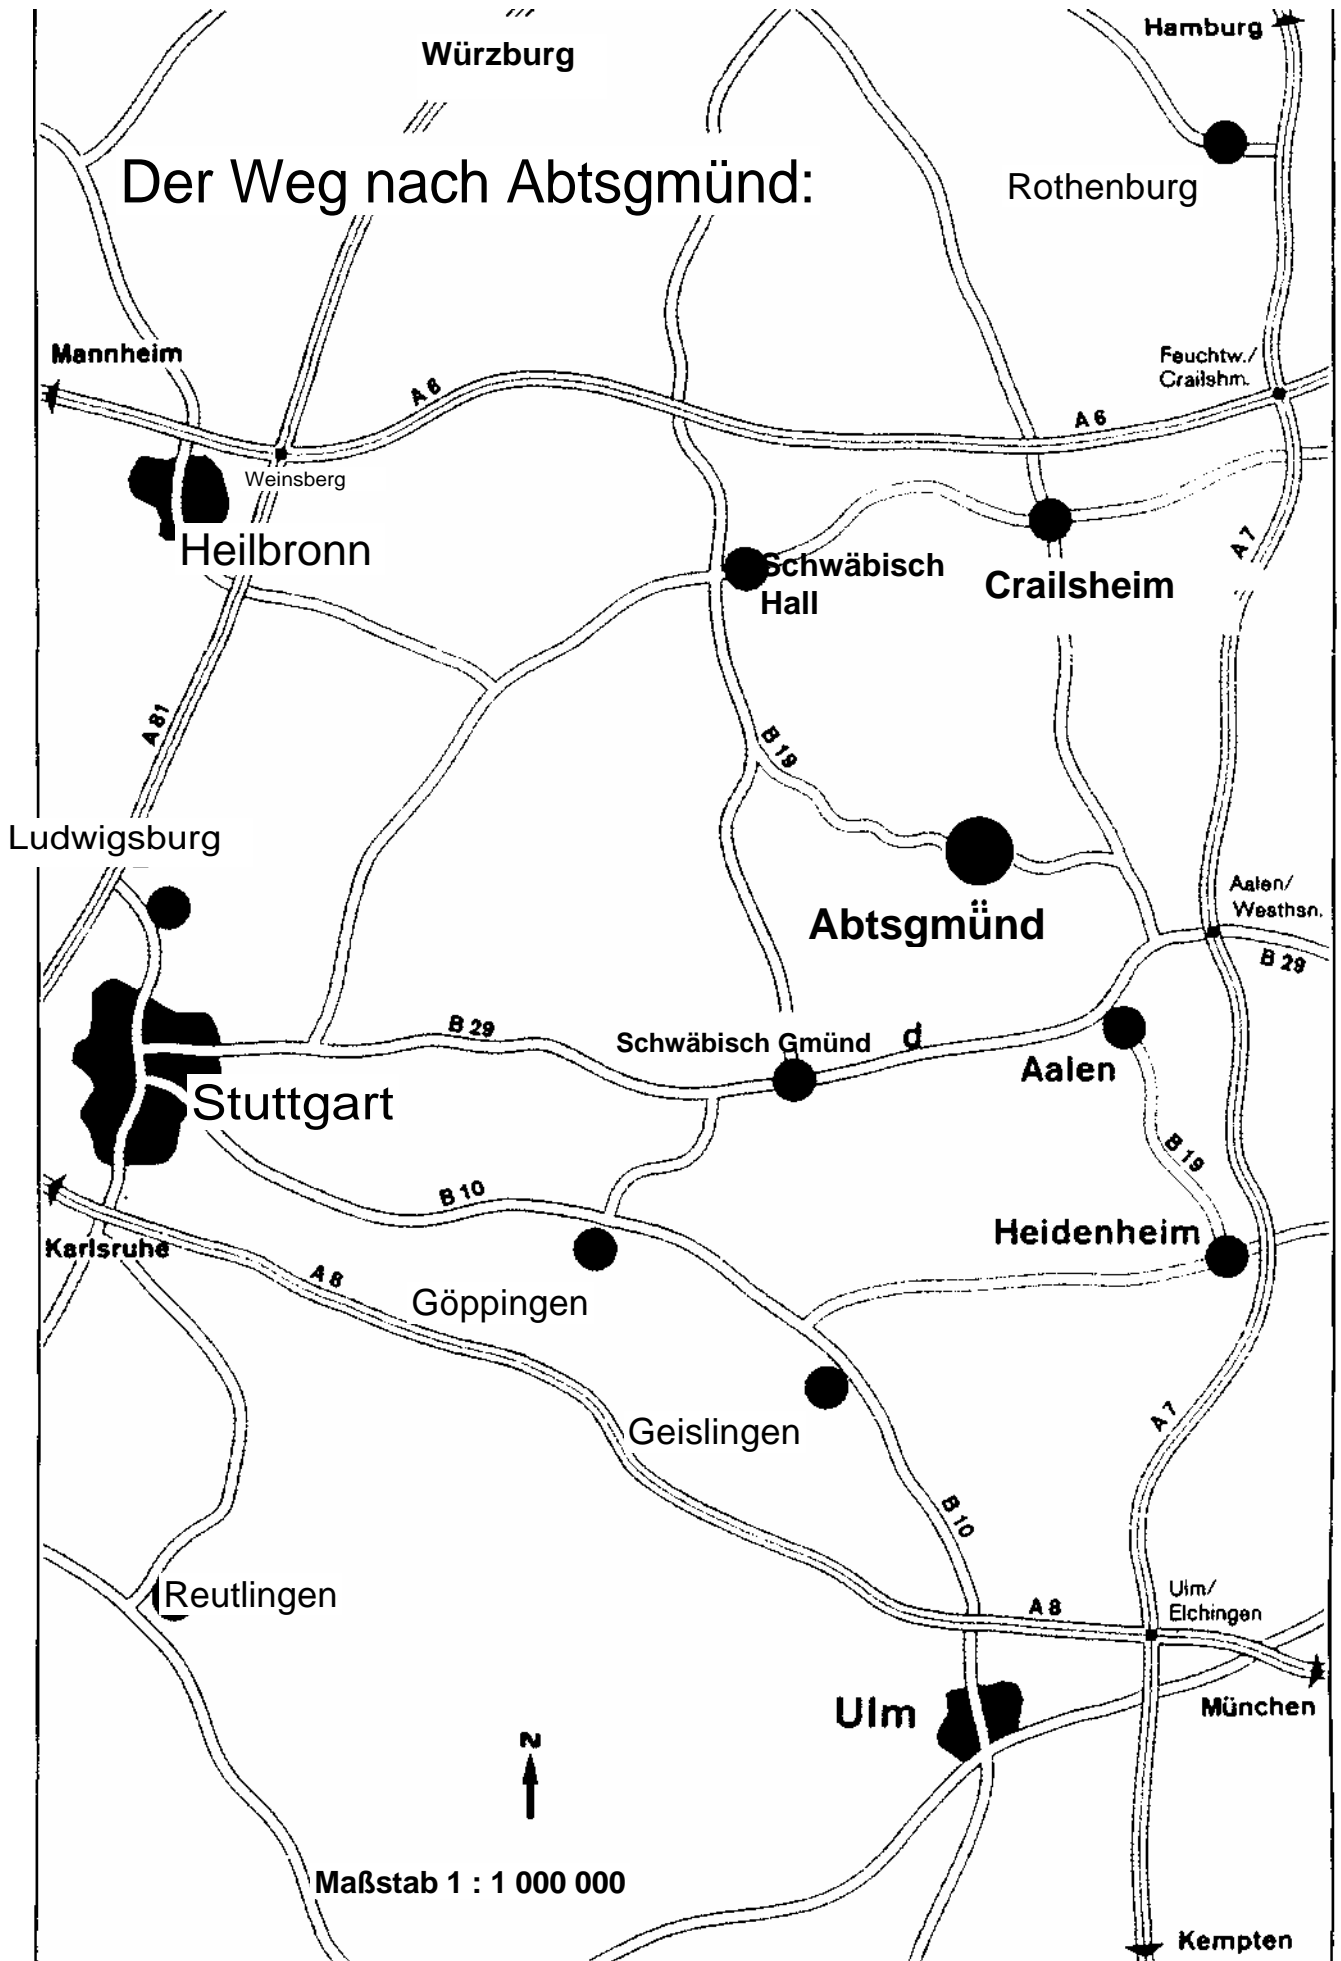 Hamburg
Würzburg
Der Weg nach Abtsgmünd:
Rothenburg
Mannheim
Feuchtw./
Crailshm.
A 6
A 6
Weinsberg
Heilbronn
A 7
Schwäbisch
Hall
Crailsheim
A 81
B 19
Ludwigsburg
Aalen/
Westhsn.
Abtsgmünd
B 29
B 29
Schwäbisch Gmünd
d
Aalen
Stuttgart
B 19
B 10
Heidenheim
Karlsruhe
A 8
Göppingen
A 7
Geislingen
B 10
Reutlingen
Ulm/
Elchingen
A 8
Ulm
München
N
Maßstab 1 : 1 000 000
Kempten